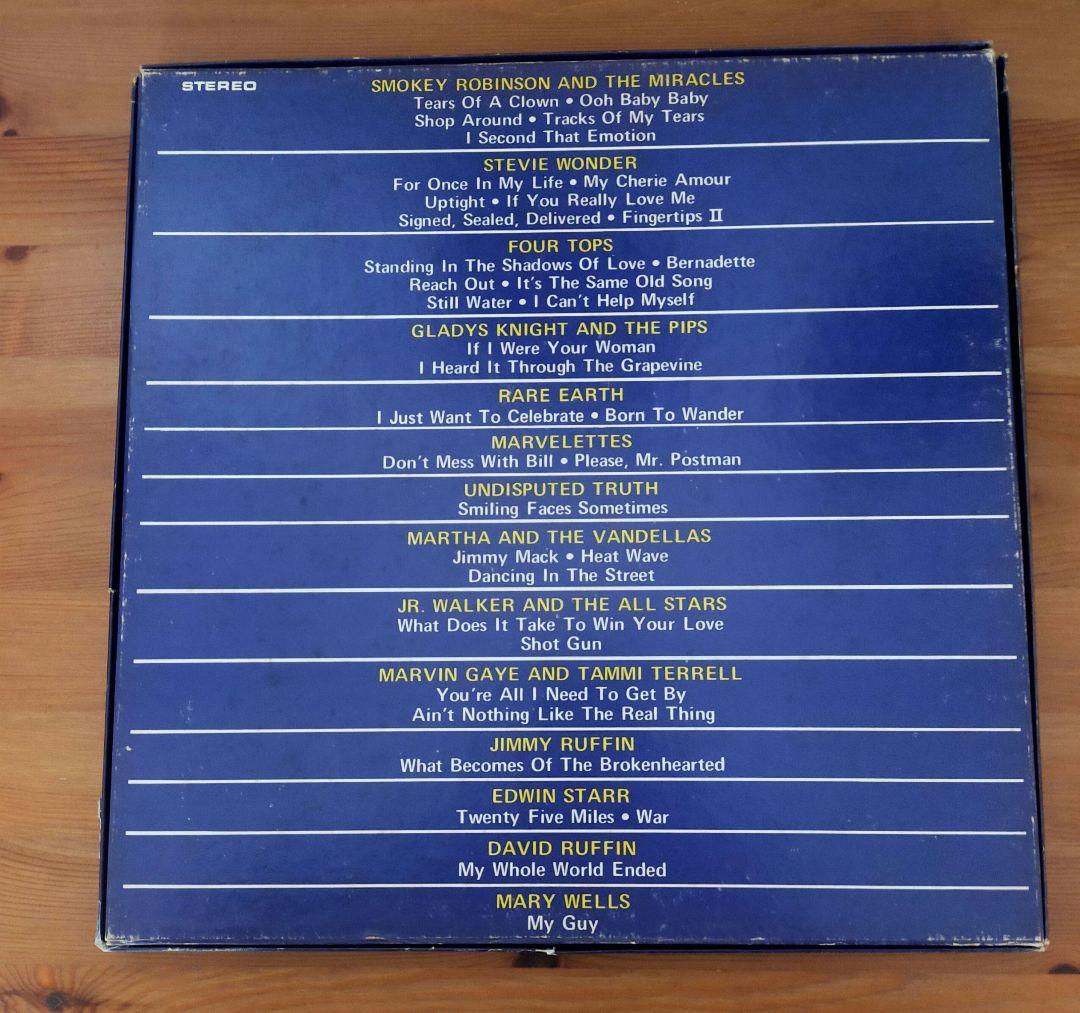 STEREO
SMOKEY ROBINSON AND THE MIRACLES
Tears Of A Clown • Ooh Baby Baby
Shop Around • Tracks Of My Tears
I Second That Emotion
STEVIE WONDER
For Once In My Life • My Cherie Amour
Uptight • If You Really Love Me
Signed, Sealed, Delivered • Fingertips II
FOUR TOPS
Standing In The Shadows Of Love • Bernadette
Reach Out • It's The Same Old Song
Still Water • I Can't Help Myself
GLADYS KNIGHT AND THE PIPS
If I Were Your Woman
I Heard It Through The Grapevine
RARE EARTH
I Just Want To Celebrate • Born To Wander
MARVELETTES
Don't Mess With Bill • Please, Mr. Postman
UNDISPUTED TRUTH
Smiling Faces Sometimes
MARTHA AND THE VANDELLAS
Jimmy Mack • Heat Wave
Dancing In The Street
JR. WALKER AND THE ALL STARS
What Does It Take To Win Your Love
Shot Gun
MARVIN GAYE AND TAMMI TERRELL
You're All I Need To Get By
Ain't Nothing Like The Real Thing
JIMMY RUFFIN
What Becomes Of The Brokenhearted
EDWIN STARR
Twenty Five Miles • War
DAVID RUFFIN
My Whole World Ended
MARY WELLS
My Guy